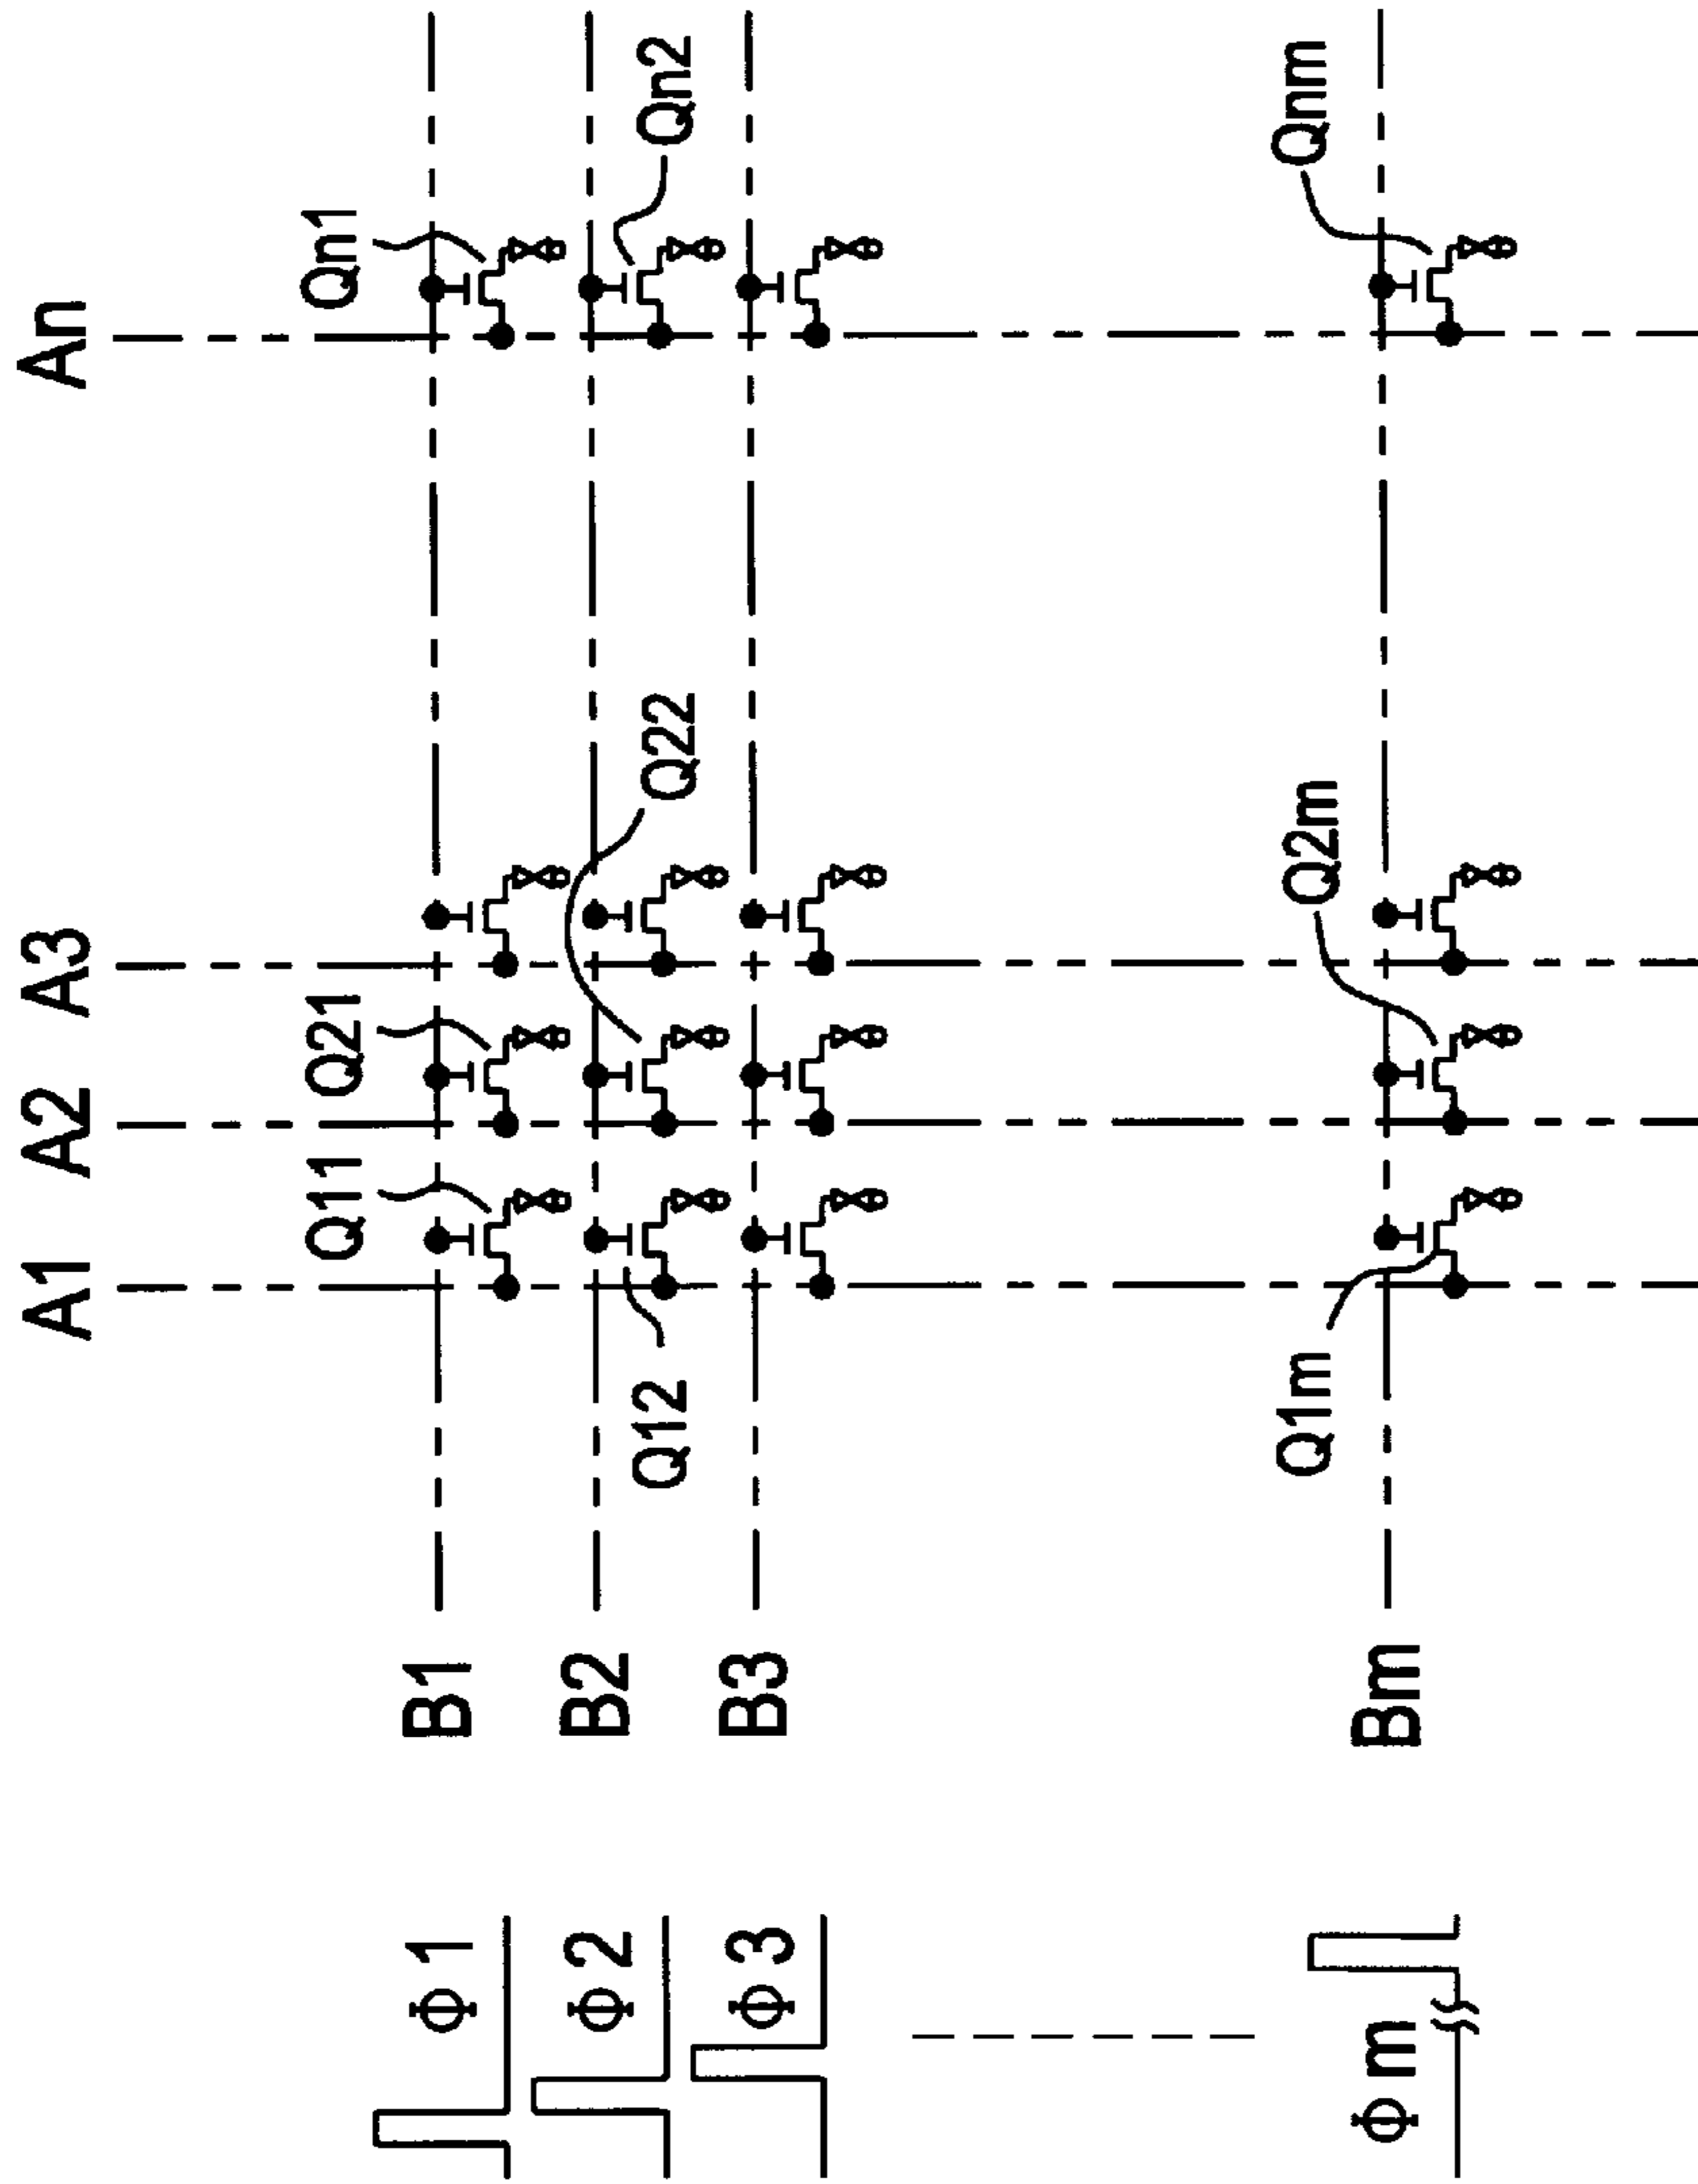 A1 A2 A3 An
Q11 Q21 Qn1
Φ1 B1
Φ2 B2
Q12 Q22 Qn2
Φ3 B3
Q1m Q2m Qnm
Φm Bm